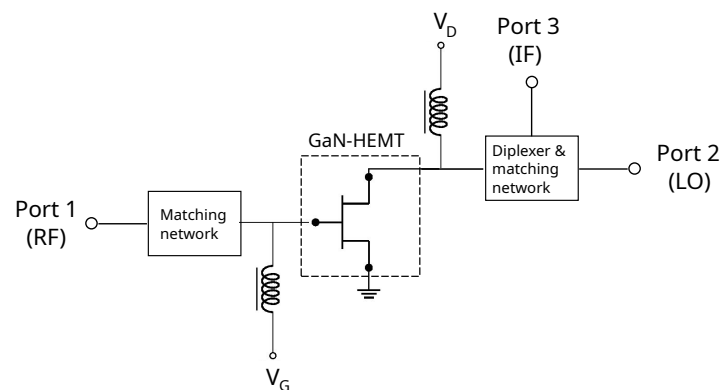 V_D
Port 3
(IF)
GaN-HEMT
Diplexer &
matching
network
Port 2
(LO)
Port 1
(RF)
Matching
network
V_G